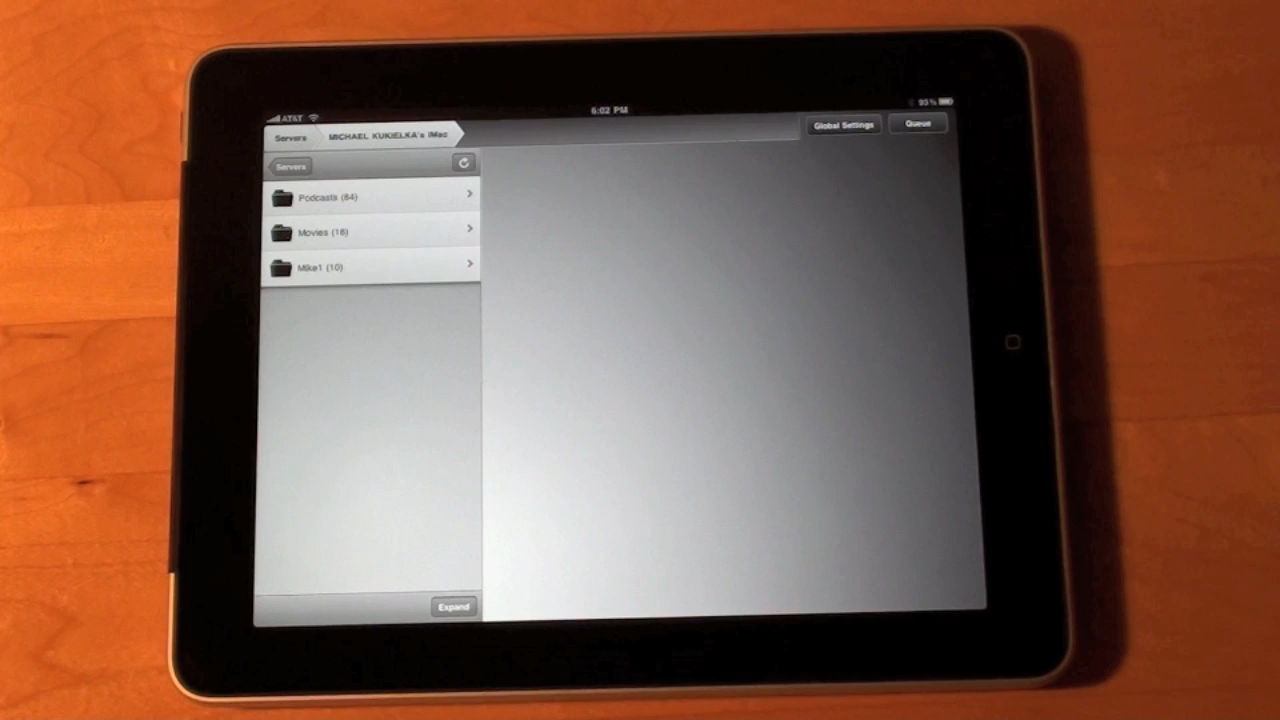 AT&T 6:02 PM 93%
Servers MICHAEL KUKIELKA's iMac Global Settings Queue
Servers
Podcasts (84)
Movies (16)
Mike1 (10)
Expand